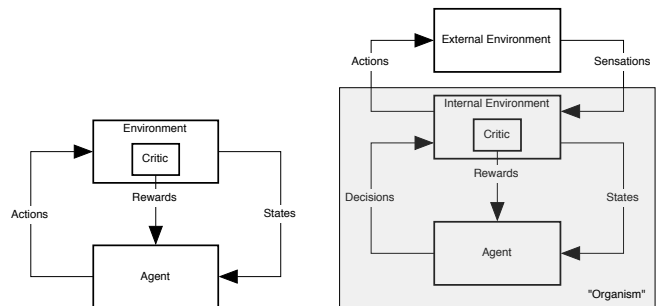 Environment
Critic
Rewards
Actions
States
Agent
External Environment
Actions
Sensations
Internal Environment
Critic
Rewards
Decisions
States
Agent
"Organism"